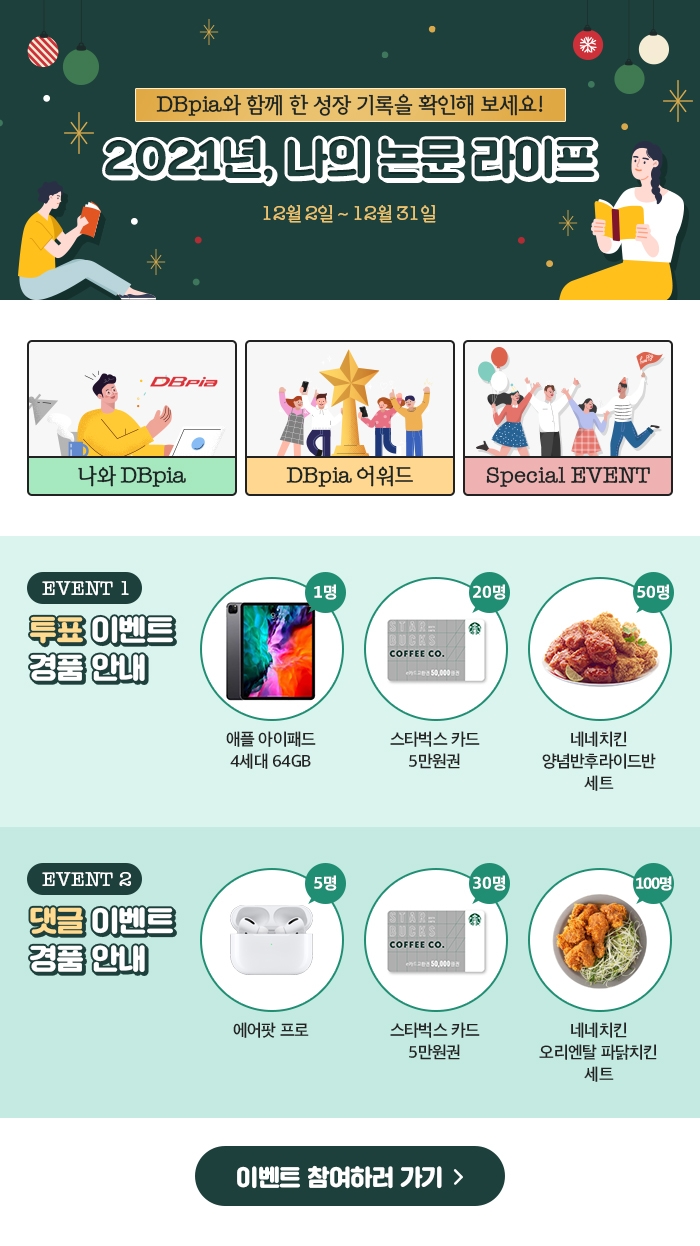 DBpia와 함께 한 성장 기록을 확인해 보세요!
2021년, 나의 논문 라이프
12월 2일 ~ 12월 31일
DBpia
나와 DBpia
DBpia 어워드
Special EVENT
EVENT 1
투표 이벤트
경품 안내
1명
애플 아이패드
4세대 64GB
20명
STAR
BUCKS
COFFEE CO.
50,000
스타벅스 카드
5만원권
50명
네네치킨
양념반후라이드반
세트
EVENT 2
댓글 이벤트
경품 안내
5명
에어팟 프로
30명
STAR
BUCKS
COFFEE CO.
50,000
스타벅스 카드
5만원권
100명
네네치킨
오리엔탈 파닭치킨
세트
이벤트 참여하러 가기 >